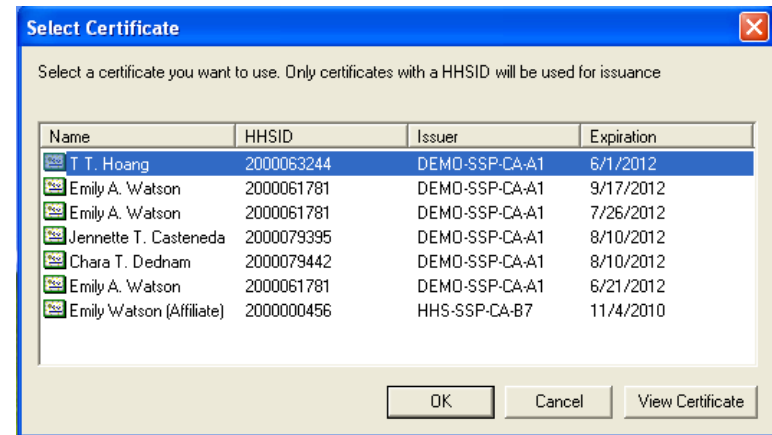 Select Certificate
Select a certificate you want to use. Only certificates with a HHSID will be used for issuance
Name HHSID Issuer Expiration
T T. Hoang 2000063244 DEMO-SSP-CA-A1 6/1/2012
Emily A. Watson 2000061781 DEMO-SSP-CA-A1 9/17/2012
Emily A. Watson 2000061781 DEMO-SSP-CA-A1 7/26/2012
Jennette T. Casteneda 2000079395 DEMO-SSP-CA-A1 8/10/2012
Chara T. Dednam 2000079442 DEMO-SSP-CA-A1 8/10/2012
Emily A. Watson 2000061781 DEMO-SSP-CA-A1 6/21/2012
Emily Watson (Affiliate) 2000000456 HHS-SSP-CA-B7 11/4/2010
OK Cancel View Certificate